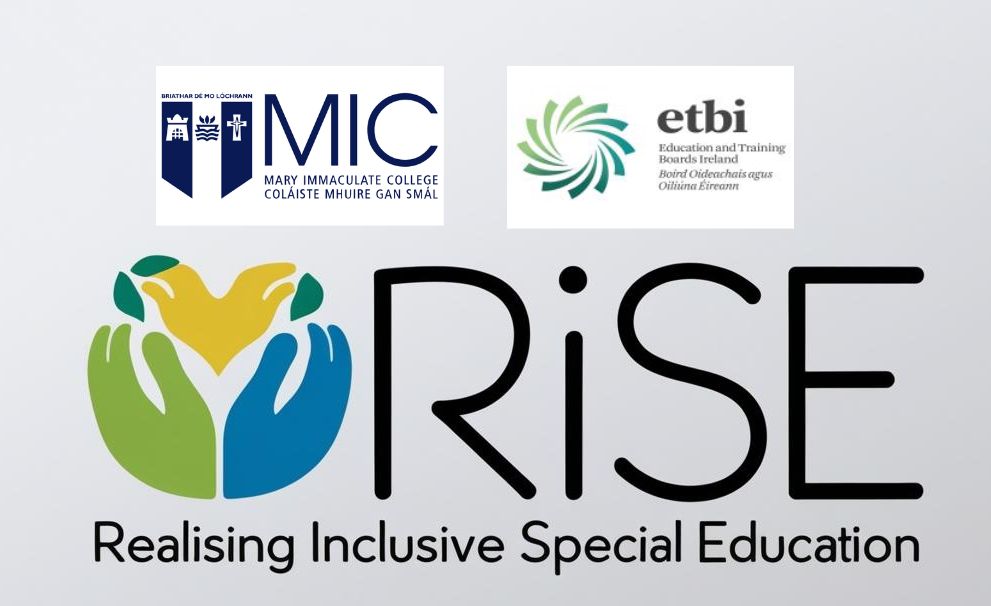 BRIATHAR DÉ MO LÓCHRANN
MIC
MARY IMMACULATE COLLEGE
COLÁISTE MHUIRE GAN SMÁL
etbi
Education and Training
Boards Ireland
Boird Oideachais agus
Oiliúna Éireann
RiSE
Realising Inclusive Special Education